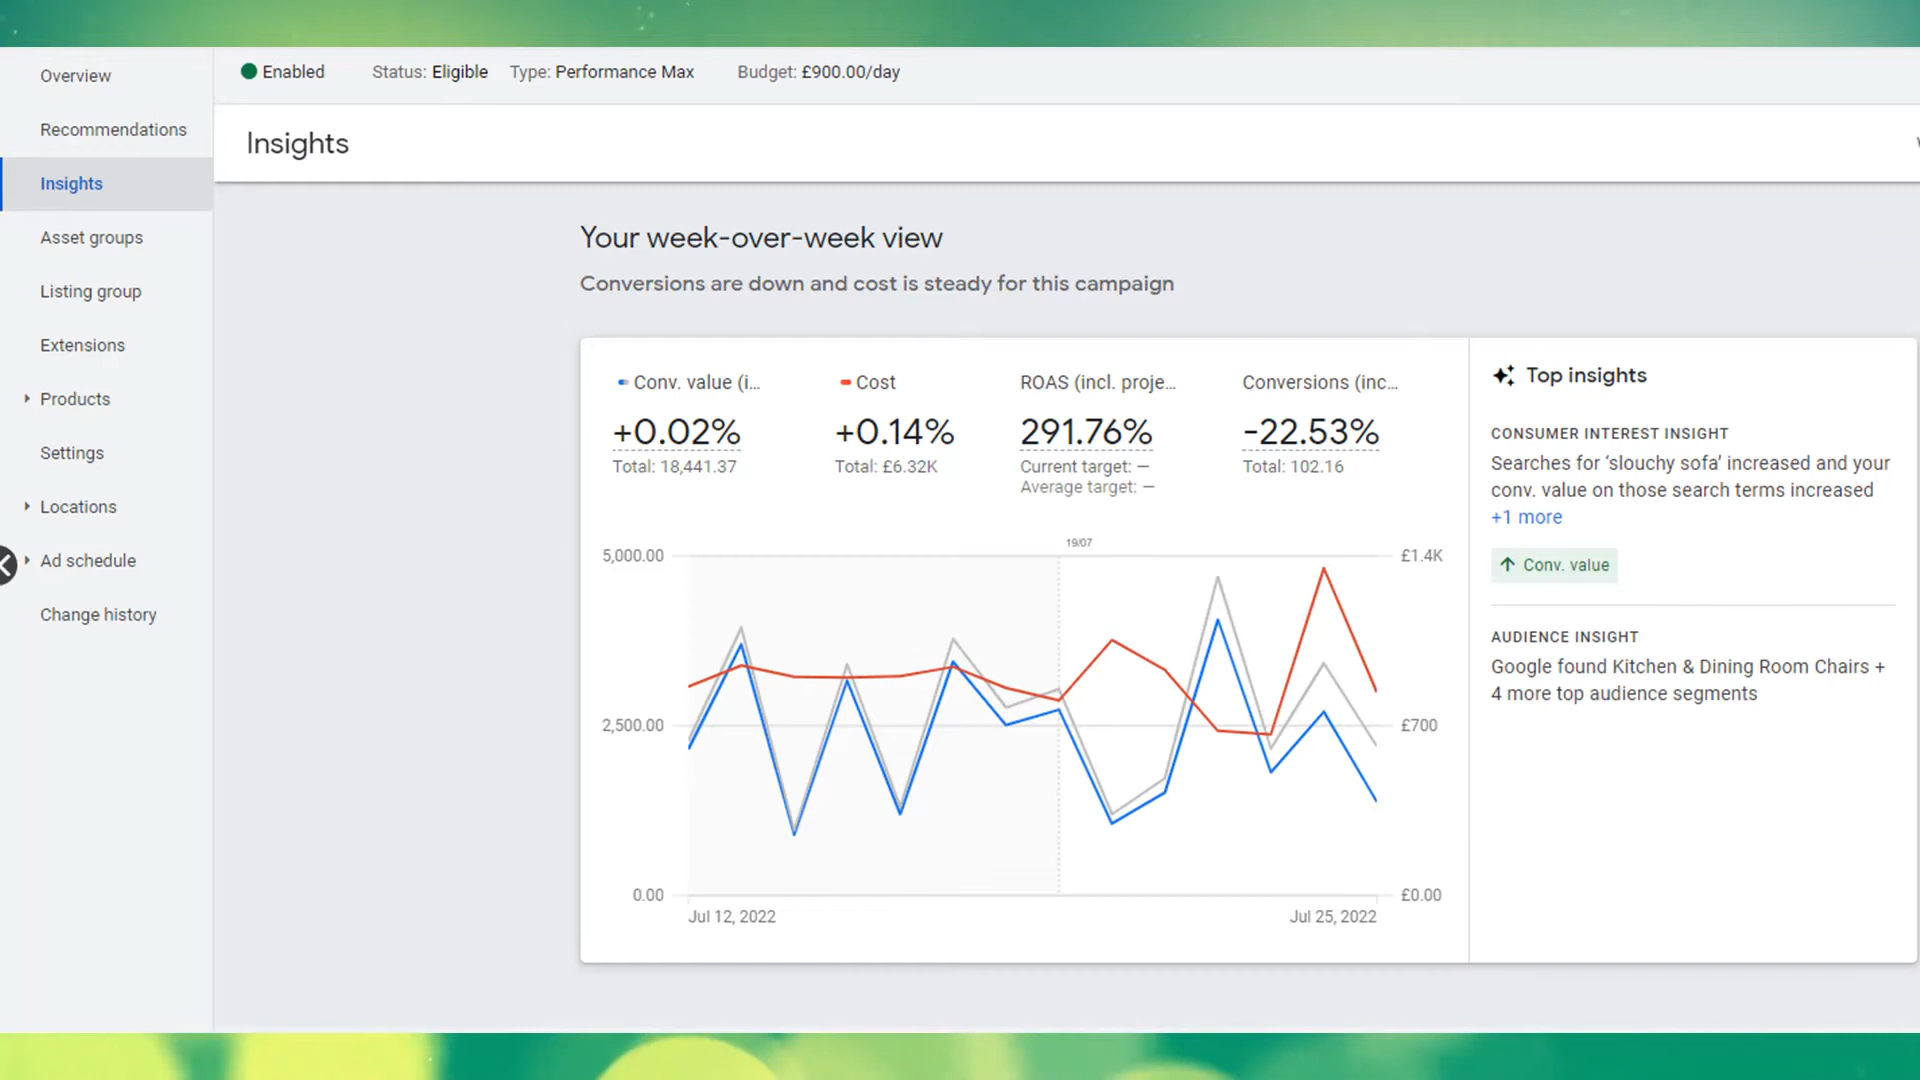 Overview
Recommendations
Insights
Asset groups
Listing group
Extensions
Products
Settings
Locations
Ad schedule
Change history
Enabled Status: Eligible Type: Performance Max Budget: £900.00/day
Insights
Your week-over-week view
Conversions are down and cost is steady for this campaign
Conv. value (i... Cost ROAS (incl. proje... Conversions (inc...
+0.02% +0.14% 291.76% -22.53%
Total: 18,441.37 Total: £6.32K Current target: — Total: 102.16
Average target: —
19/07
5,000.00 £1.4K
2,500.00 £700
0.00 £0.00
Jul 12, 2022 Jul 25, 2022
Top insights
CONSUMER INTEREST INSIGHT
Searches for ‘slouchy sofa’ increased and your
conv. value on those search terms increased
+1 more
Conv. value
AUDIENCE INSIGHT
Google found Kitchen & Dining Room Chairs +
4 more top audience segments